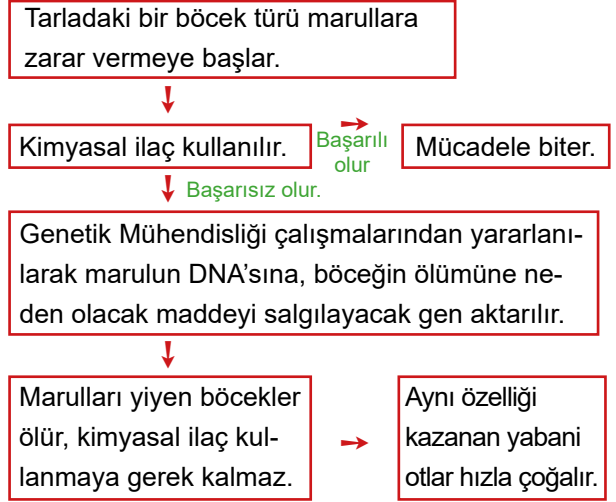 Tarladaki bir böcek türü marullara
zarar vermeye başlar.
Kimyasal ilaç kullanılır.
Başarılı
olur
Mücadele biter.
Başarısız olur.
Genetik Mühendisliği çalışmalarından yararlanı-
larak marulun DNA’sına, böceğin ölümüne ne-
den olacak maddeyi salgılayacak gen aktarılır.
Marulları yiyen böcekler
ölür, kimyasal ilaç kul-
lanmaya gerek kalmaz.
Aynı özelliği
kazanan yabani
otlar hızla çoğalır.